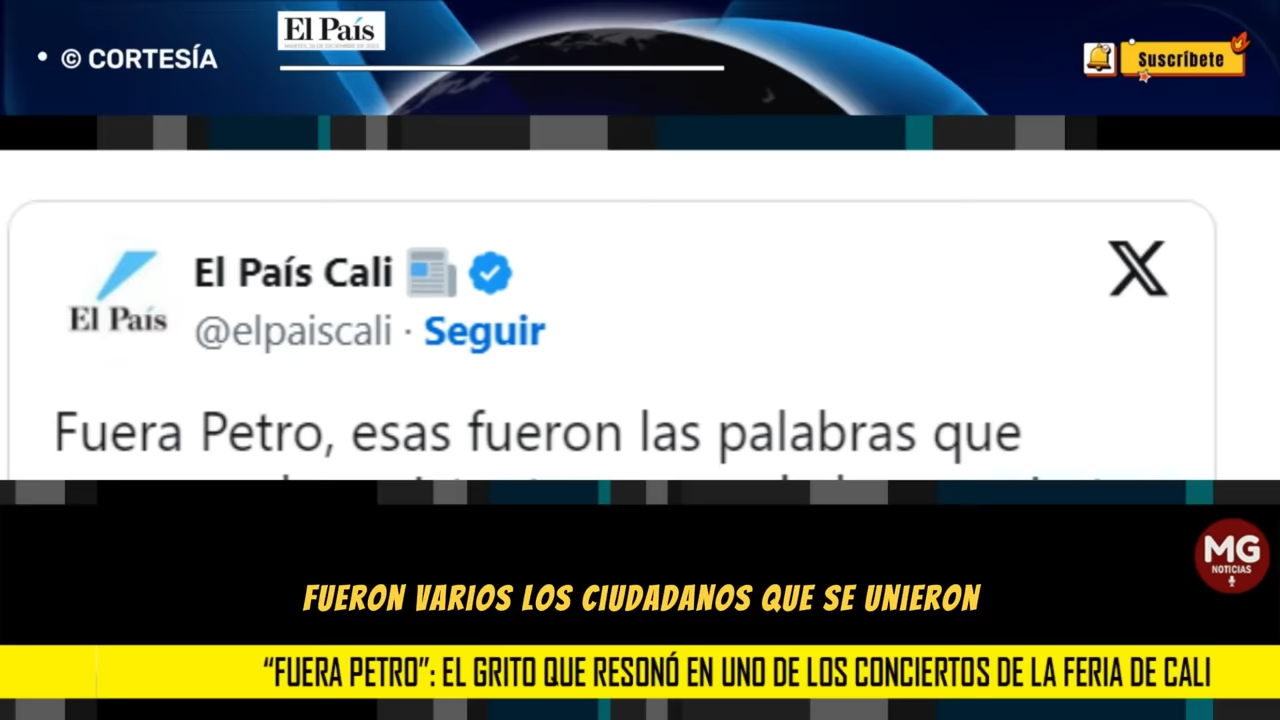 El País
• © CORTESÍA
Suscríbete
El País Cali
El País
@elpaiscali · Seguir
Fuera Petro, esas fueron las palabras que
MG
NOTICIAS
FUERON VARIOS LOS CIUDADANOS QUE SE UNIERON
“FUERA PETRO”: EL GRITO QUE RESONÓ EN UNO DE LOS CONCIERTOS DE LA FERIA DE CALI